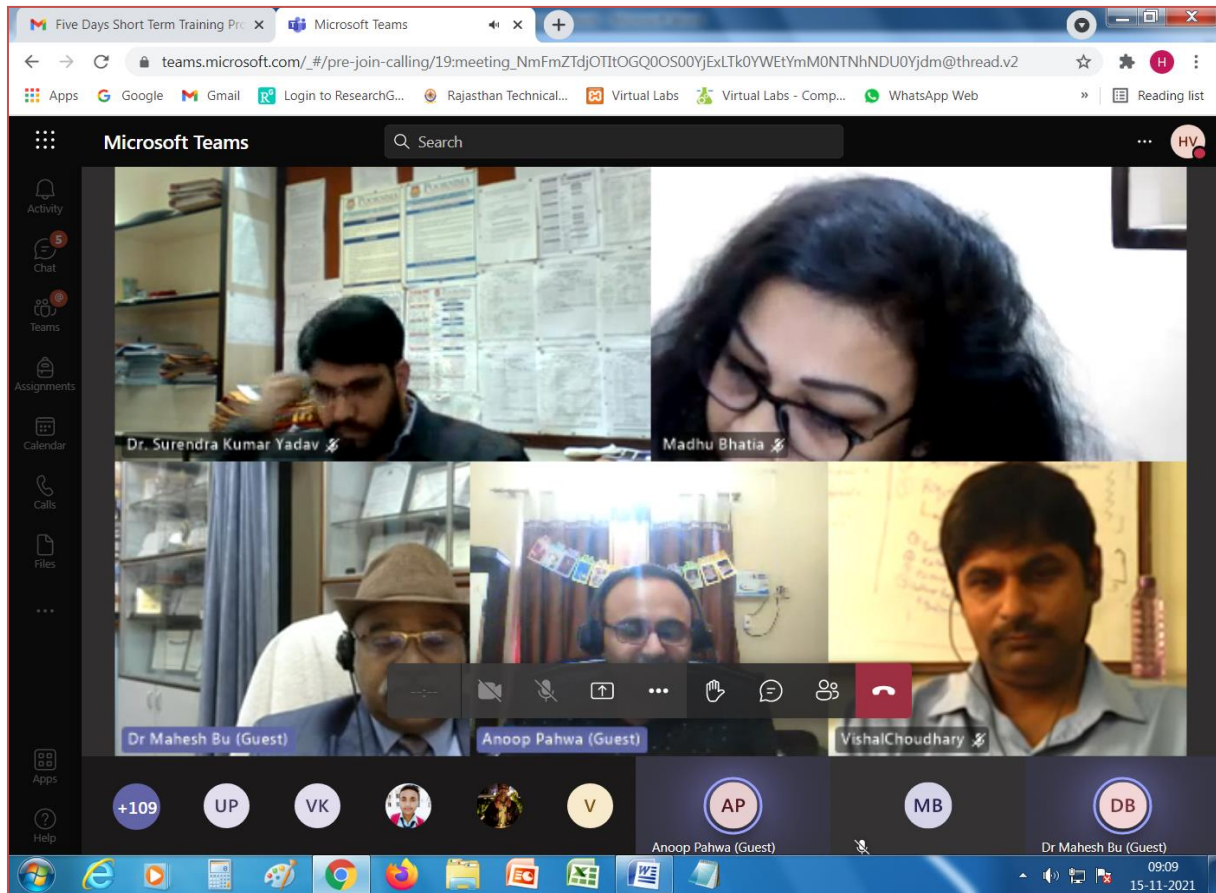 Five Days Short Term Training Pro
Microsoft Teams
teams.microsoft.com/_#/pre-join-calling/19:meeting_NmFmZTdjOTItOGQ0OS00YjExLTk0YWEtYmM0NTNhNDU0Yjdm@thread.v2
H
Apps
Google
Gmail
Login to ResearchG...
Rajasthan Technical...
Virtual Labs
Virtual Labs - Comp...
WhatsApp Web
»
Reading list
Microsoft Teams
Search
HV
Activity
5
Chat
@
Teams
Assignments
Calendar
Calls
Files
Apps
Help
POORNIMA
POORNIMA
Dr. Surendra Kumar Yadav
Madhu Bhatia
Dr Mahesh Bu (Guest)
Anoop Pahwa (Guest)
VishalChoudhary
--:--
+109
UP
VK
V
AP
MB
DB
Anoop Pahwa (Guest)
Dr Mahesh Bu (Guest)
09:09
15-11-2021